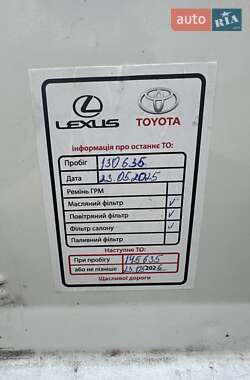 AUTO RIA.com
LEXUS TOYOTA
інформація про останнє ТО:
Пробіг 130635
Дата 23.05.2025
Ремінь ГРМ
Масляний фільтр ✓
Повітряний фільтр ✓
Фільтр салону ✓
Паливний фільтр
Наступне ТО:
При пробігу 145635
або не пізніше 23.05.2026
Щасливої дороги